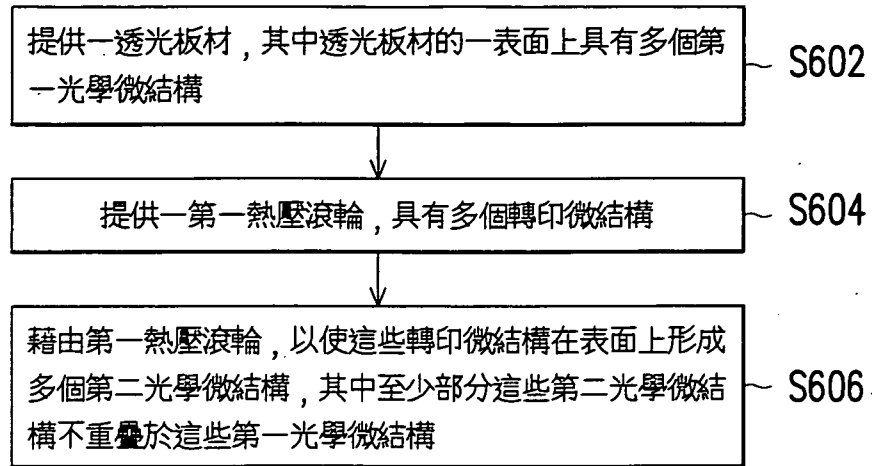 提供一透光板材，其中透光板材的一表面上具有多個第
一光學微結構
S602
提供一第一熱壓滾輪，具有多個轉印微結構
S604
藉由第一熱壓滾輪，以使這些轉印微結構在表面上形成
多個第二光學微結構，其中至少部分這些第二光學微結
構不重疊於這些第一光學微結構
S606